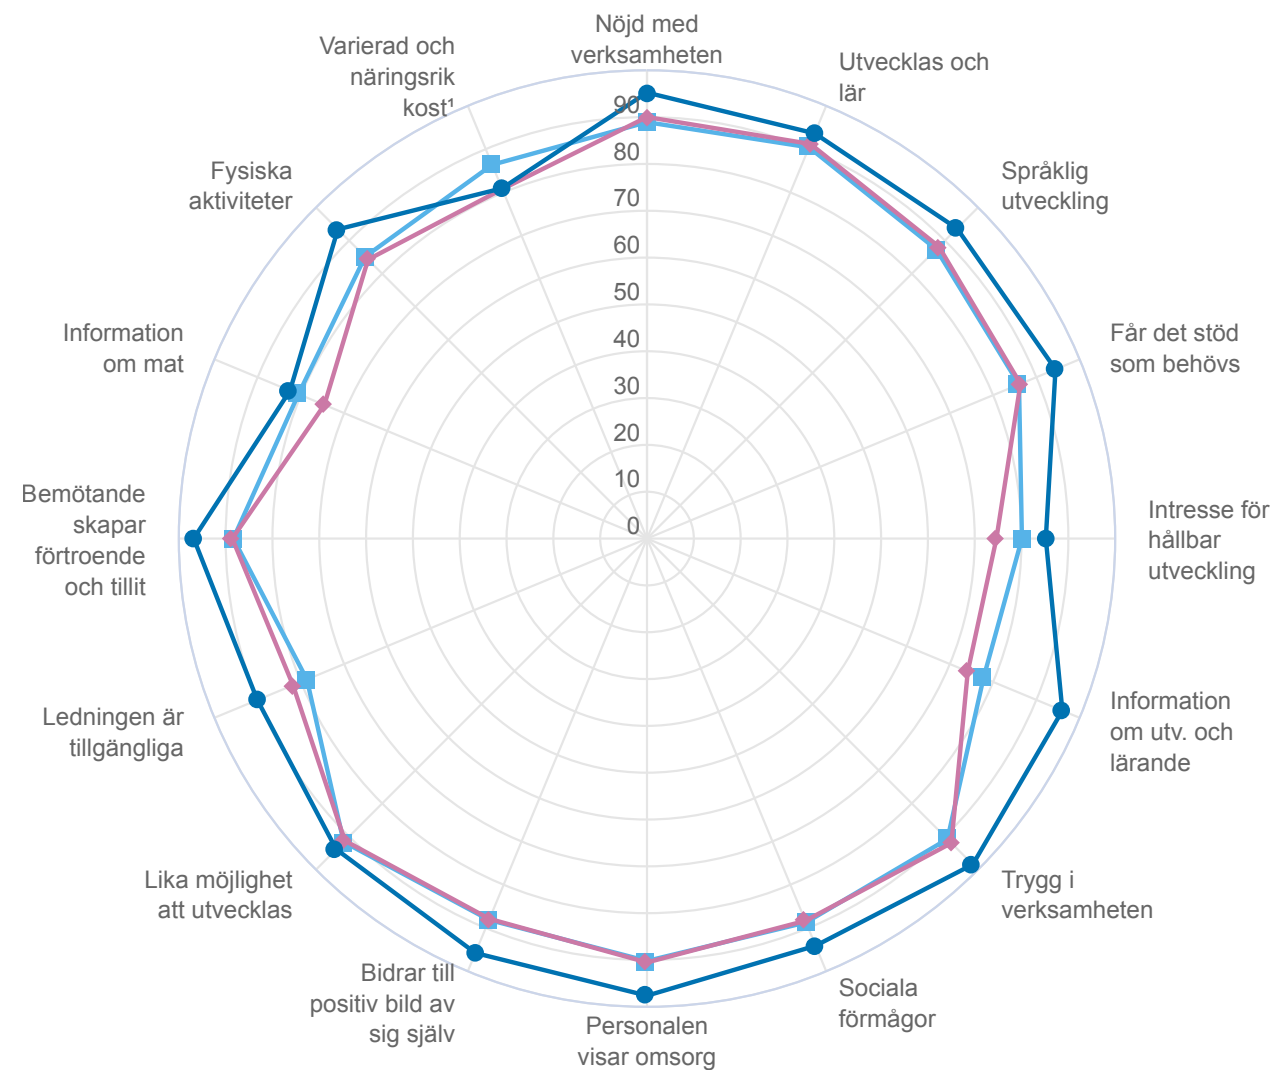 Nöjd med
verksamheten
Utvecklas och
lär
Språklig
utveckling
Får det stöd
som behövs
Intresse för
hållbar
utveckling
Information
om utv. och
lärande
Trygg i
verksamheten
Sociala
förmågor
Personalen
visar omsorg
Bidrar till
positiv bild av
sig själv
Lika möjlighet
att utvecklas
Ledningen är
tillgängliga
Bemötande
skapar
förtroende
och tillit
Information
om mat
Fysiska
aktiviteter
Varierad och
näringsrik
kost¹
90
80
70
60
50
40
30
20
10
0